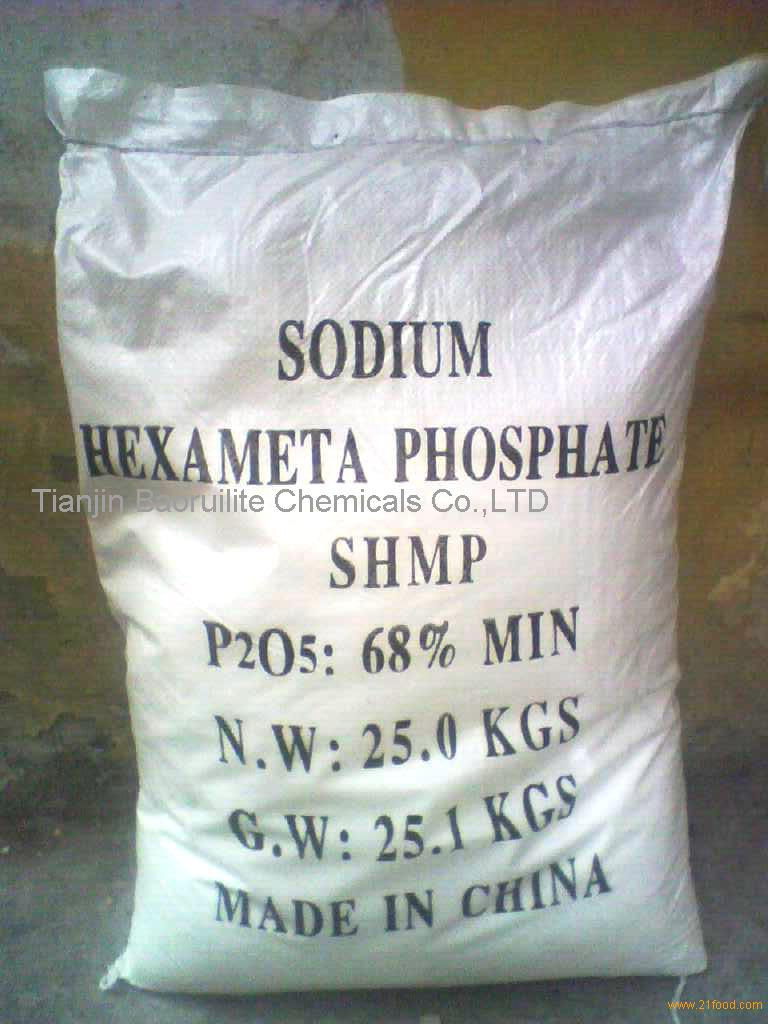 SODIUM
HEXAMETA PHOSPHATE
Tianjin Baoruilite Chemicals Co.,LTD
SHMP
P2O5: 68% MIN
N.W: 25.0 KGS
G.W: 25.1 KGS
MADE IN CHINA
www.21food.com